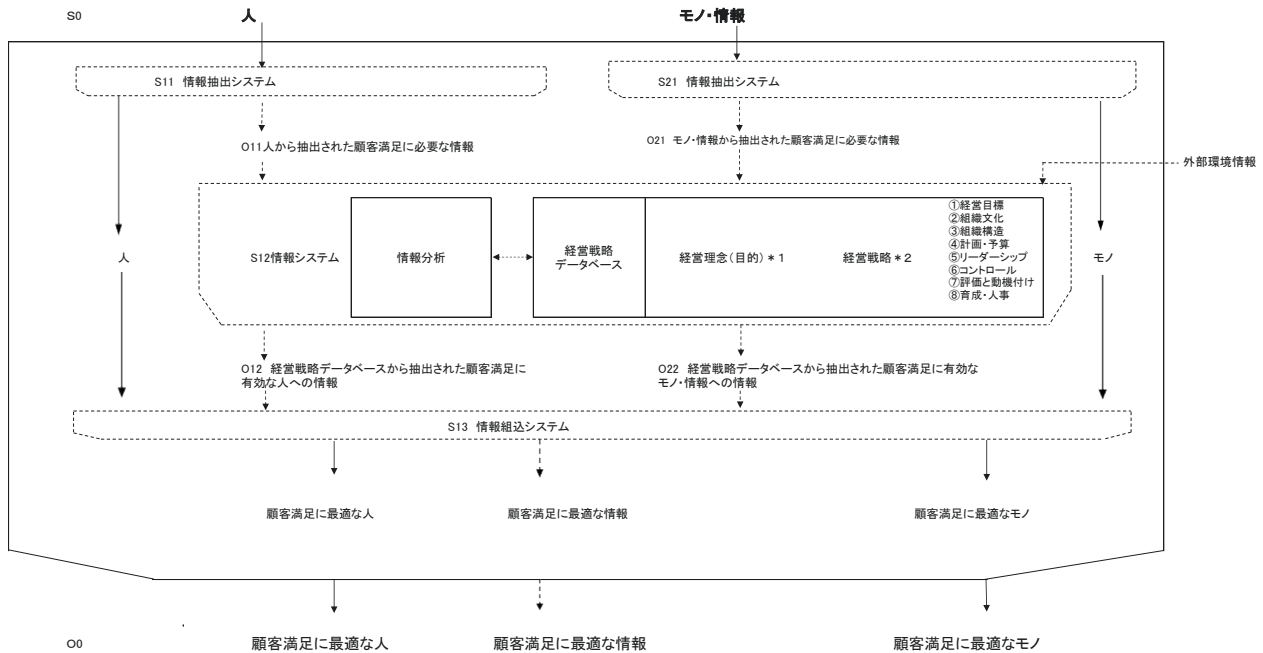 S0
人
モノ・情報
S11 情報抽出システム
S21 情報抽出システム
O11人から抽出された顧客満足に必要な情報
O21 モノ・情報から抽出された顧客満足に必要な情報
外部環境情報
人
S12情報システム
情報分析
経営戦略
データベース
経営理念(目的)＊1
経営戦略＊2
①経営目標
②組織文化
③組織構造
④計画・予算
⑤リーダーシップ
⑥コントロール
⑦評価と動機付け
⑧育成・人事
モノ
O12 経営戦略データベースから抽出された顧客満足に
有効な人への情報
O22 経営戦略データベースから抽出された顧客満足に有効な
モノ・情報への情報
S13 情報組込システム
顧客満足に最適な人
顧客満足に最適な情報
顧客満足に最適なモノ
O0
顧客満足に最適な人
顧客満足に最適な情報
顧客満足に最適なモノ